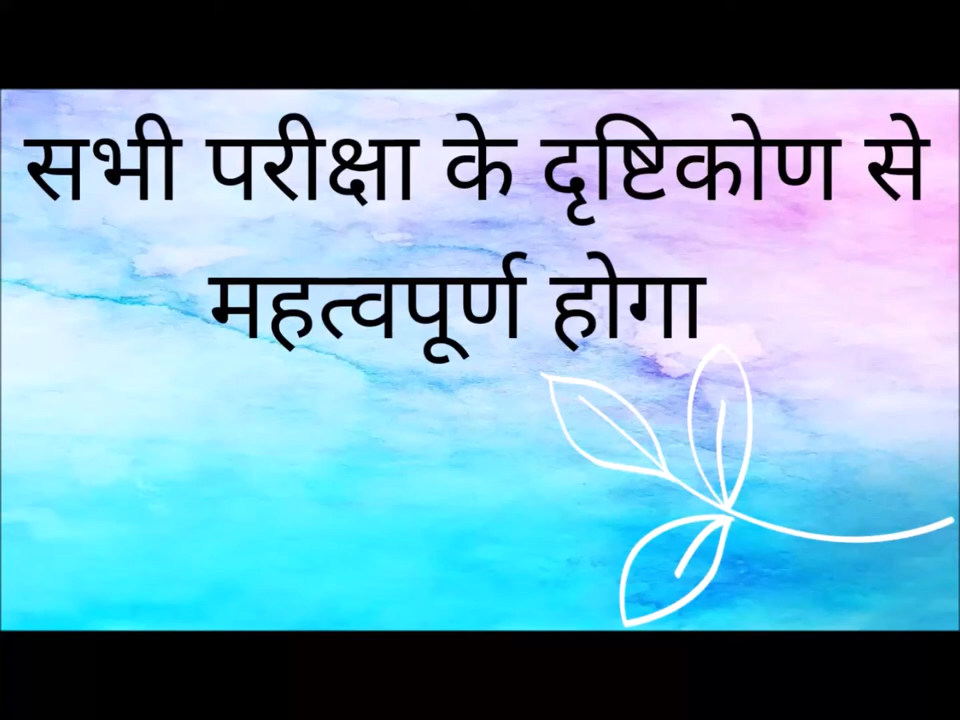 सभी परीक्षा के दृष्टिकोण से
महत्वपूर्ण होगा